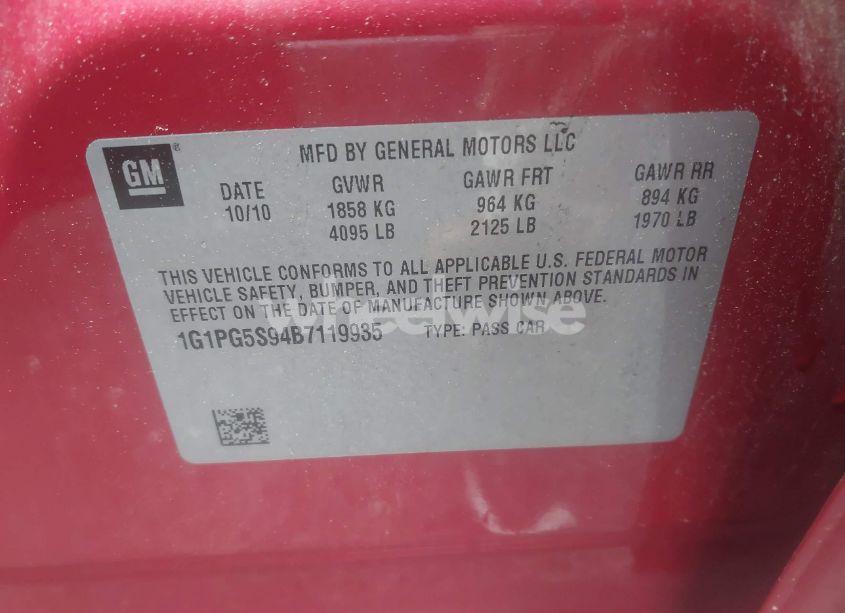 GM
MFD BY GENERAL MOTORS LLC
DATE GVWR GAWR FRT GAWR RR
10/10 1858 KG 964 KG 894 KG
4095 LB 2125 LB 1970 LB
THIS VEHICLE CONFORMS TO ALL APPLICABLE U.S. FEDERAL MOTOR
VEHICLE SAFETY, BUMPER, AND THEFT PREVENTION STANDARDS IN
EFFECT ON THE DATE OF MANUFACTURE SHOWN ABOVE.
1G1PG5S94B7119935 TYPE: PASS CAR
wheelwise